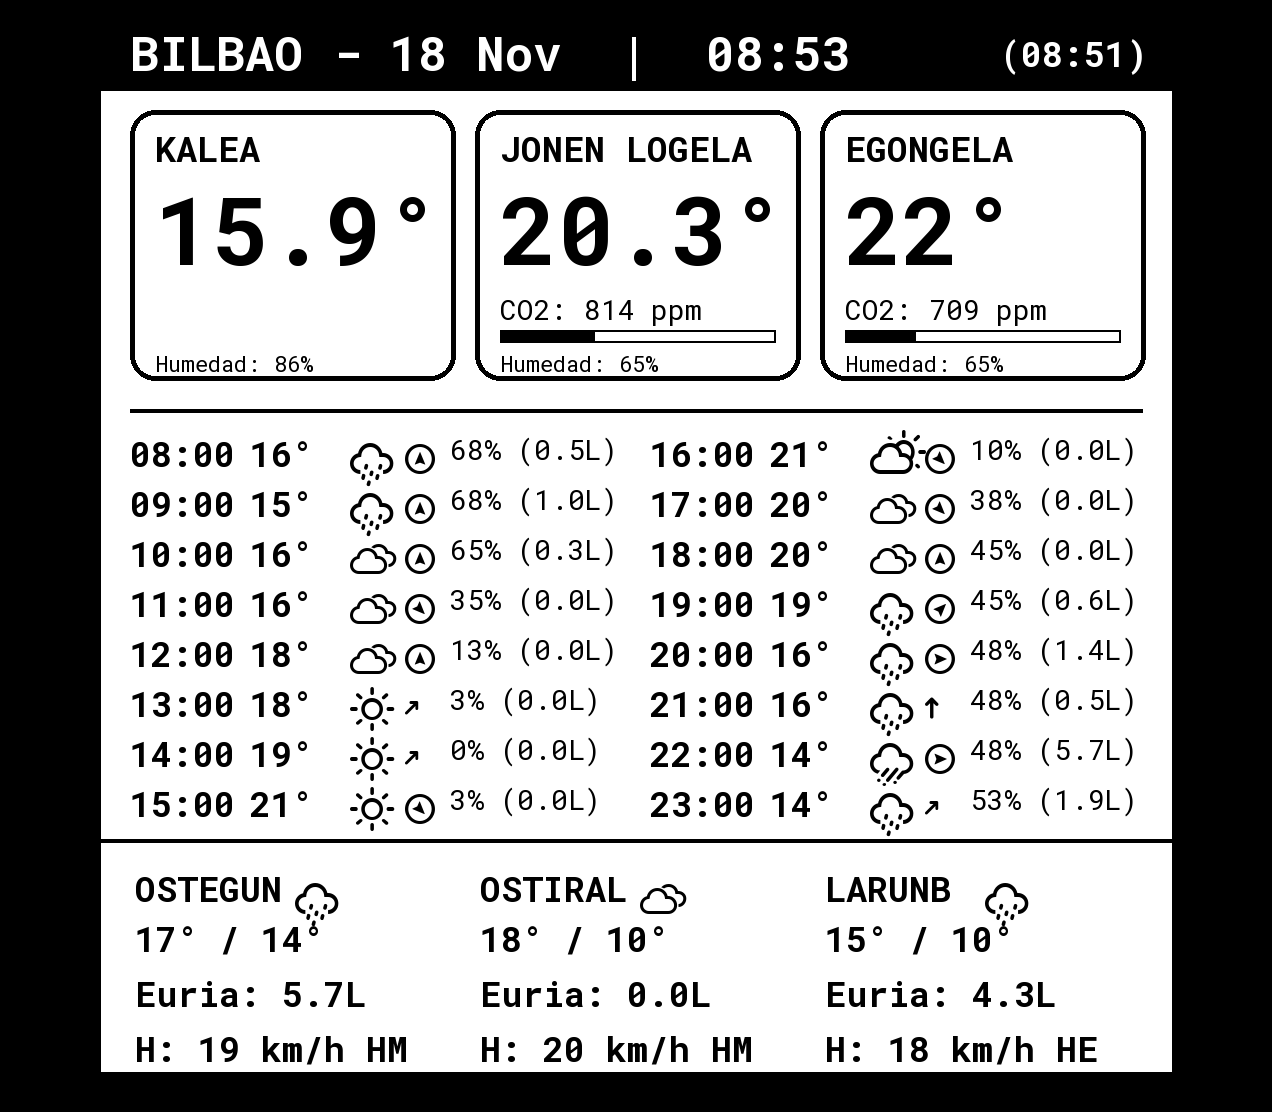 BILBAO - 18 Nov | 08:53 (08:51)
KALEA
15.9°
Humedad: 86%
JONEN LOGELA
20.3°
CO2: 814 ppm
Humedad: 65%
EGONGELA
22°
CO2: 709 ppm
Humedad: 65%
08:00 16° 68% (0.5L)
09:00 15° 68% (1.0L)
10:00 16° 65% (0.3L)
11:00 16° 35% (0.0L)
12:00 18° 13% (0.0L)
13:00 18° 3% (0.0L)
14:00 19° 0% (0.0L)
15:00 21° 3% (0.0L)
16:00 21° 10% (0.0L)
17:00 20° 38% (0.0L)
18:00 20° 45% (0.0L)
19:00 19° 45% (0.6L)
20:00 16° 48% (1.4L)
21:00 16° 48% (0.5L)
22:00 14° 48% (5.7L)
23:00 14° 53% (1.9L)
OSTEGUN
17° / 14°
Euria: 5.7L
H: 19 km/h HM
OSTIRAL
18° / 10°
Euria: 0.0L
H: 20 km/h HM
LARUNB
15° / 10°
Euria: 4.3L
H: 18 km/h HE